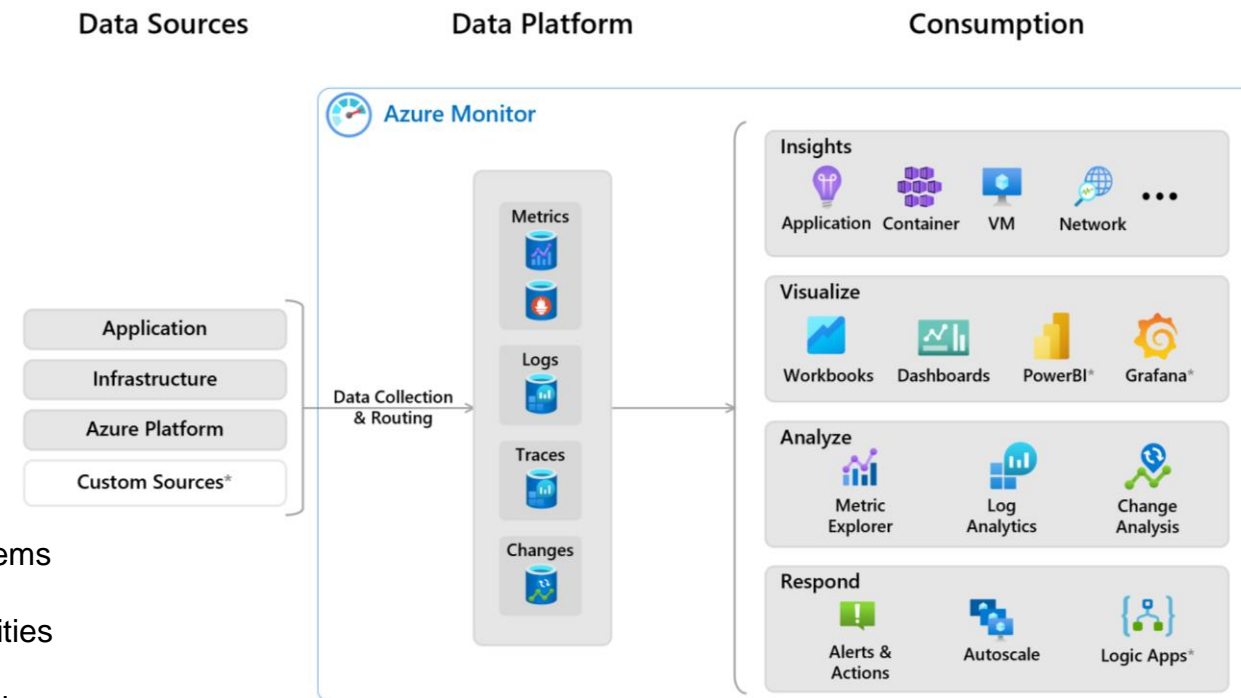 Data Sources
Data Platform
Consumption
Azure Monitor
Application
Infrastructure
Azure Platform
Custom Sources*
Data Collection
& Routing
Metrics
Logs
Traces
Changes
Insights
Application Container VM Network •••
Visualize
Workbooks Dashboards PowerBI* Grafana*
Analyze
Metric
Explorer
Log
Analytics
Change
Analysis
Respond
Alerts &
Actions
Autoscale
Logic Apps*
ems
ities